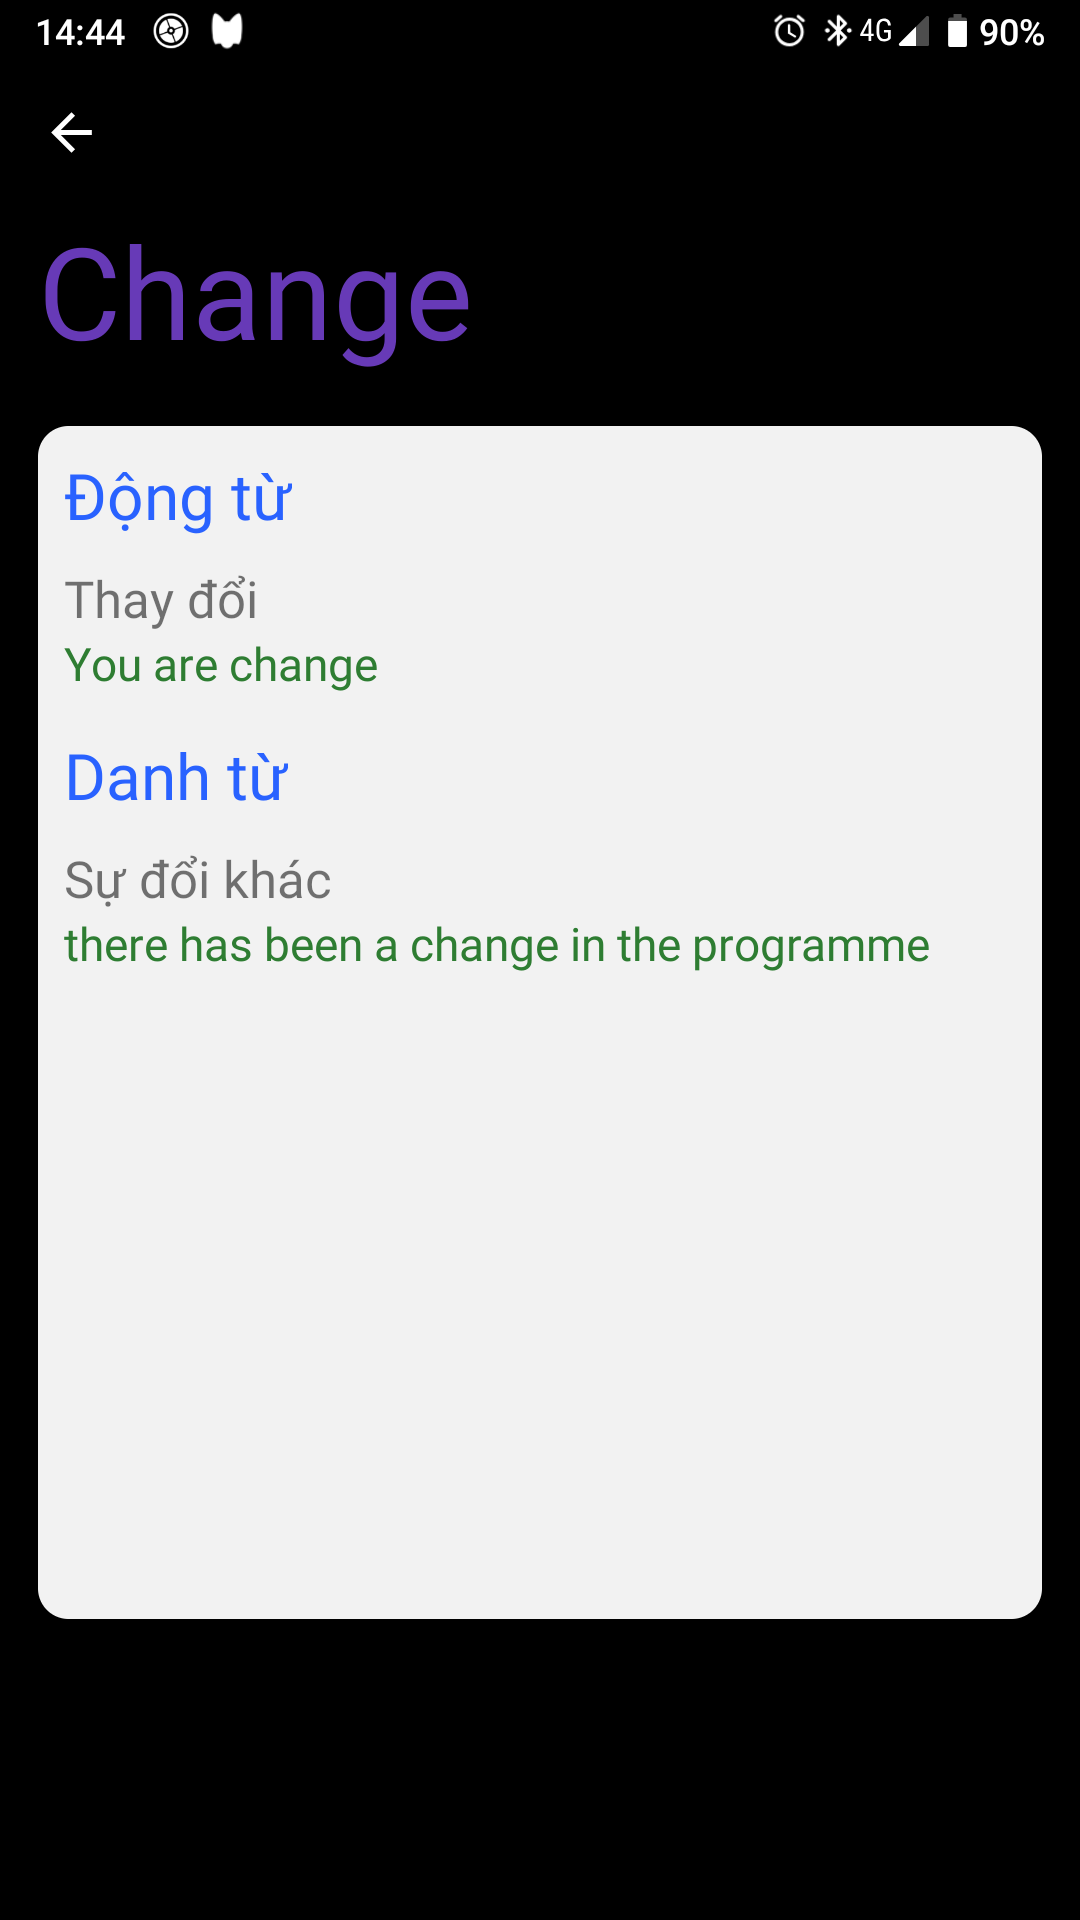 14:44 4G 90%
Change
Động từ
Thay đổi
You are change
Danh từ
Sự đổi khác
there has been a change in the programme